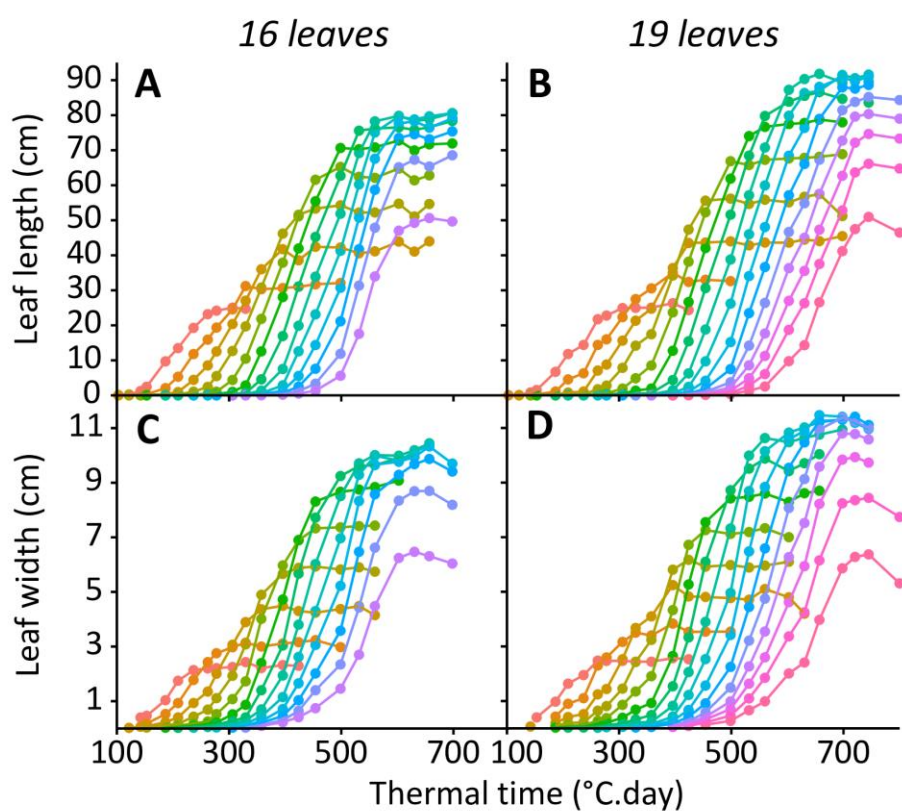 16 leaves 19 leaves
A B
Leaf length (cm)
90
80
70
60
50
40
30
20
10
0
C D
Leaf width (cm)
11
9
7
5
3
1
100 300 500 700 100 300 500 700
Thermal time (°C.day)